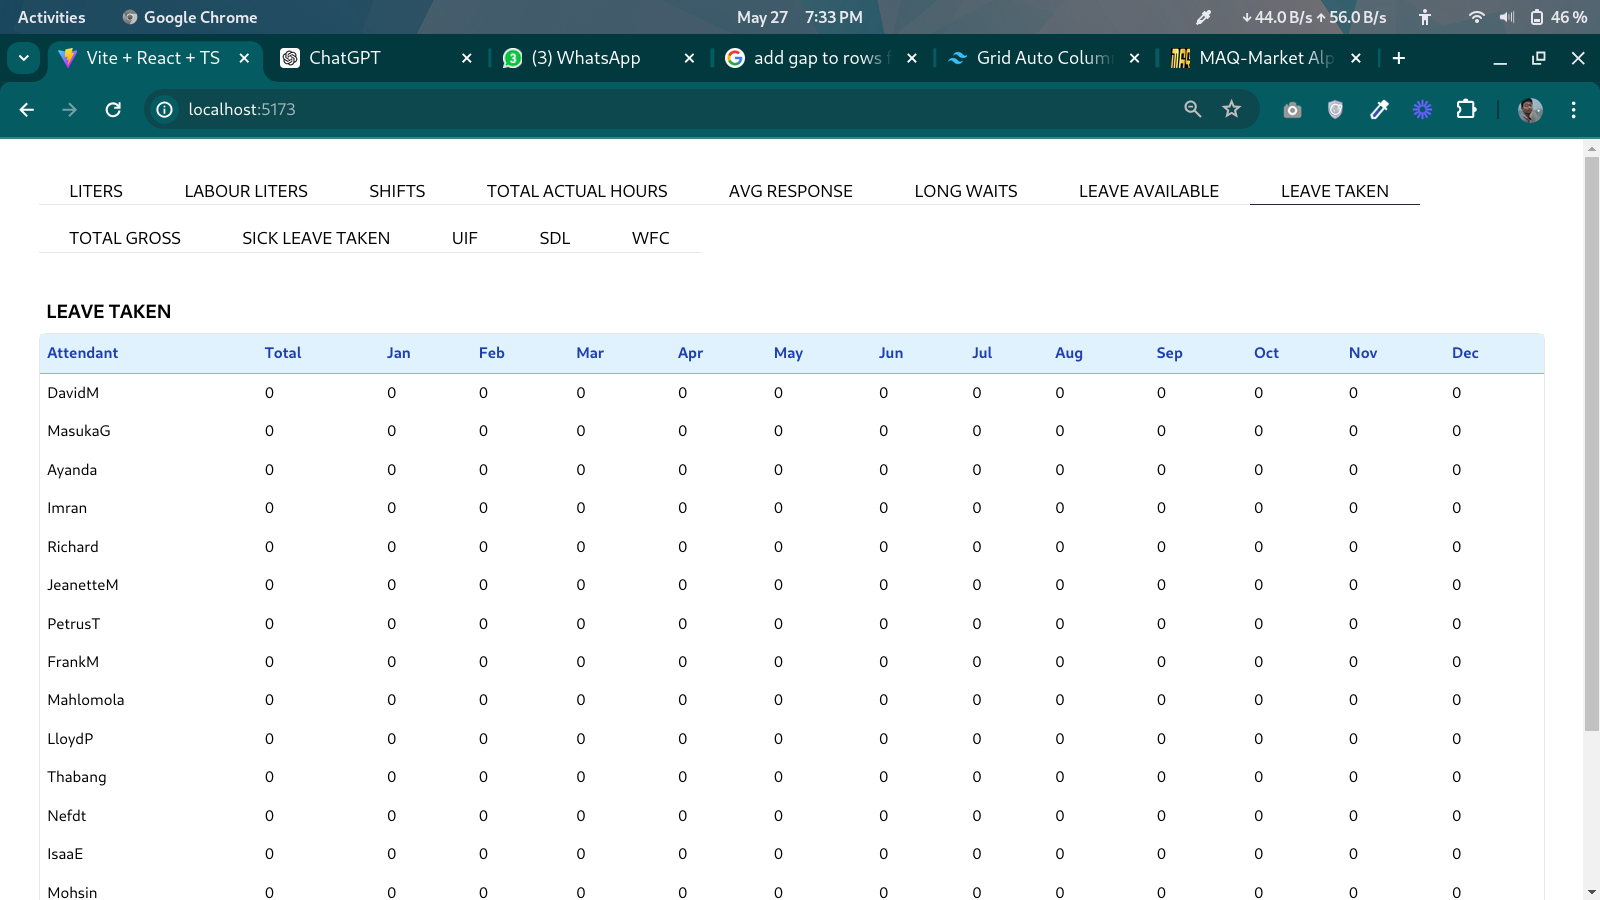 Activities Google Chrome May 27 7:33 PM ↓ 44.0 B/s ↑ 56.0 B/s 46 %
Vite + React + TS ChatGPT (3) WhatsApp add gap to rows Grid Auto Colum MAQ-Market Alp
localhost:5173
LITERS LABOUR LITERS SHIFTS TOTAL ACTUAL HOURS AVG RESPONSE LONG WAITS LEAVE AVAILABLE LEAVE TAKEN
TOTAL GROSS SICK LEAVE TAKEN UIF SDL WFC
LEAVE TAKEN
Attendant Total Jan Feb Mar Apr May Jun Jul Aug Sep Oct Nov Dec
DavidM 0 0 0 0 0 0 0 0 0 0 0 0 0
MasukaG 0 0 0 0 0 0 0 0 0 0 0 0 0
Ayanda 0 0 0 0 0 0 0 0 0 0 0 0 0
Imran 0 0 0 0 0 0 0 0 0 0 0 0 0
Richard 0 0 0 0 0 0 0 0 0 0 0 0 0
JeanetteM 0 0 0 0 0 0 0 0 0 0 0 0 0
PetrusT 0 0 0 0 0 0 0 0 0 0 0 0 0
FrankM 0 0 0 0 0 0 0 0 0 0 0 0 0
Mahlomola 0 0 0 0 0 0 0 0 0 0 0 0 0
LloydP 0 0 0 0 0 0 0 0 0 0 0 0 0
Thabang 0 0 0 0 0 0 0 0 0 0 0 0 0
Nefdt 0 0 0 0 0 0 0 0 0 0 0 0 0
IsaaE 0 0 0 0 0 0 0 0 0 0 0 0 0
Mohsin 0 0 0 0 0 0 0 0 0 0 0 0 0